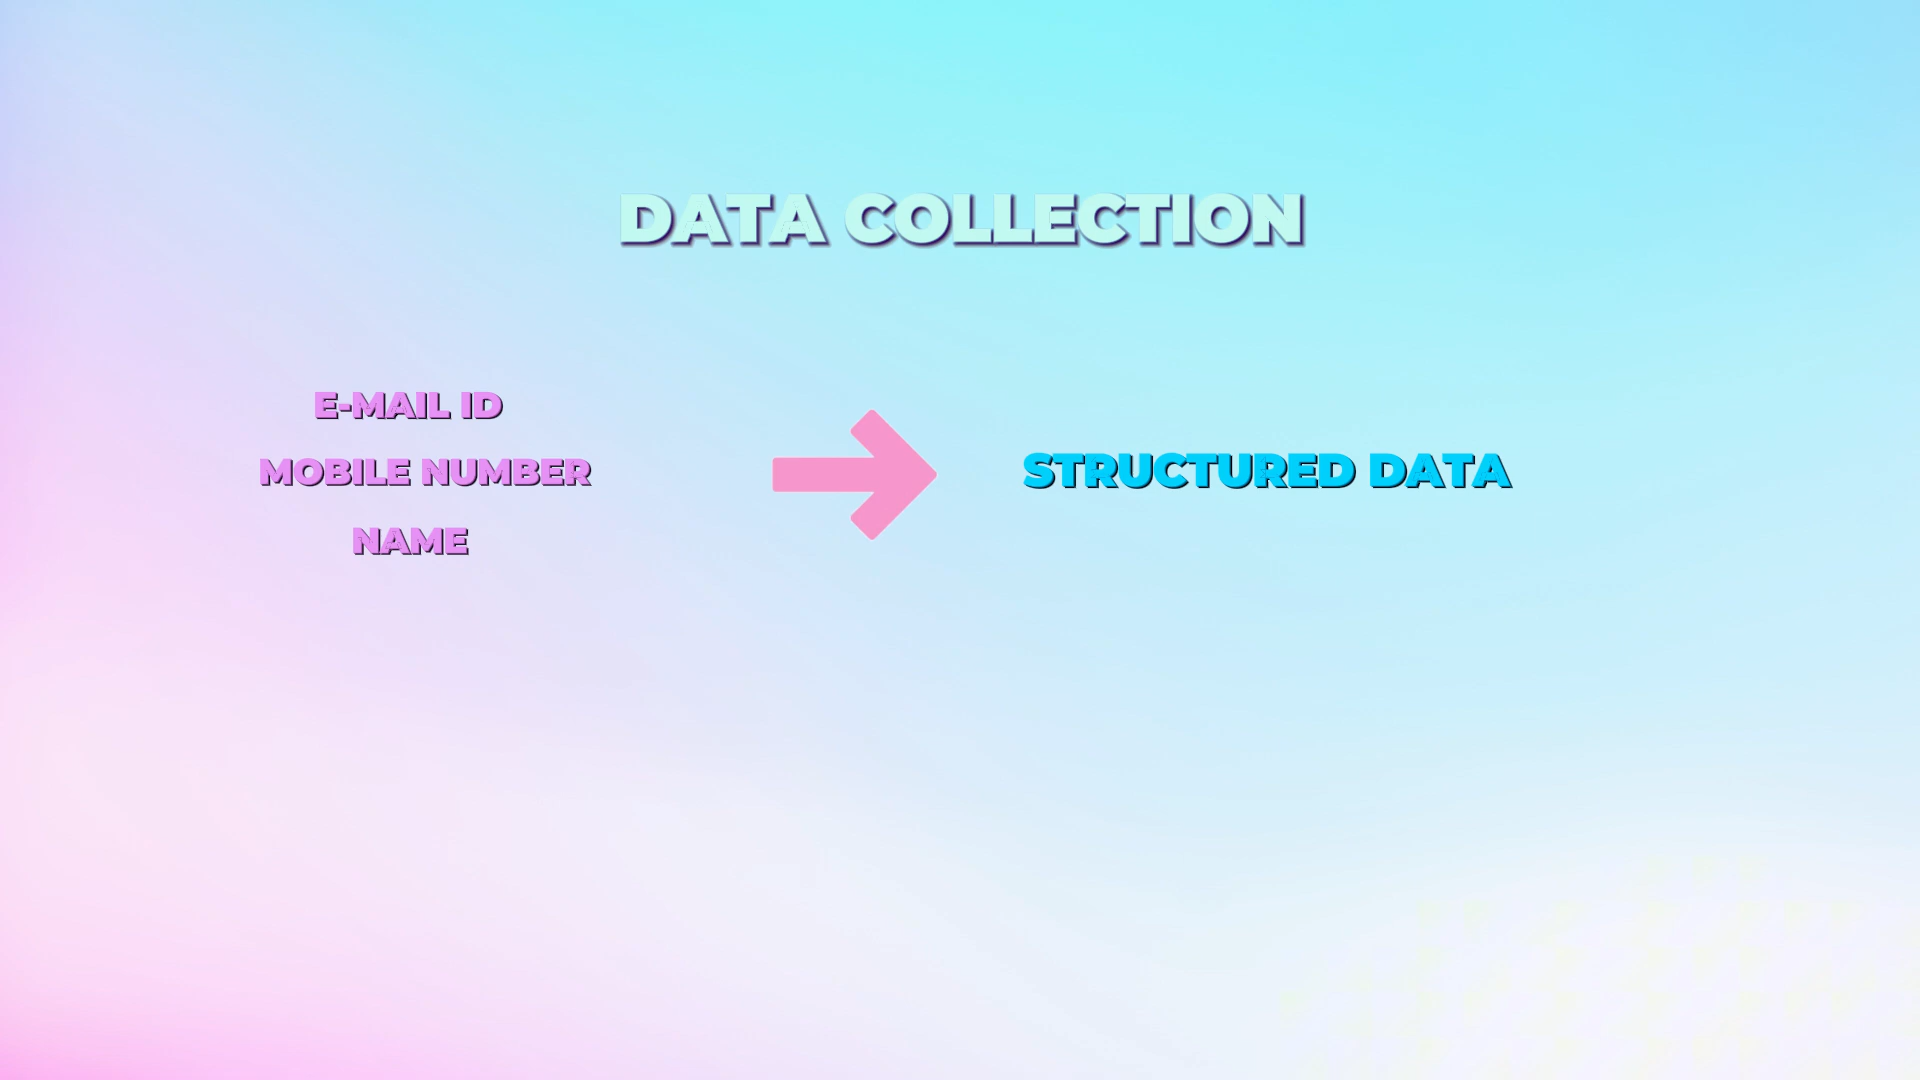 DATA COLLECTION
E-MAIL ID
MOBILE NUMBER
NAME
STRUCTURED DATA